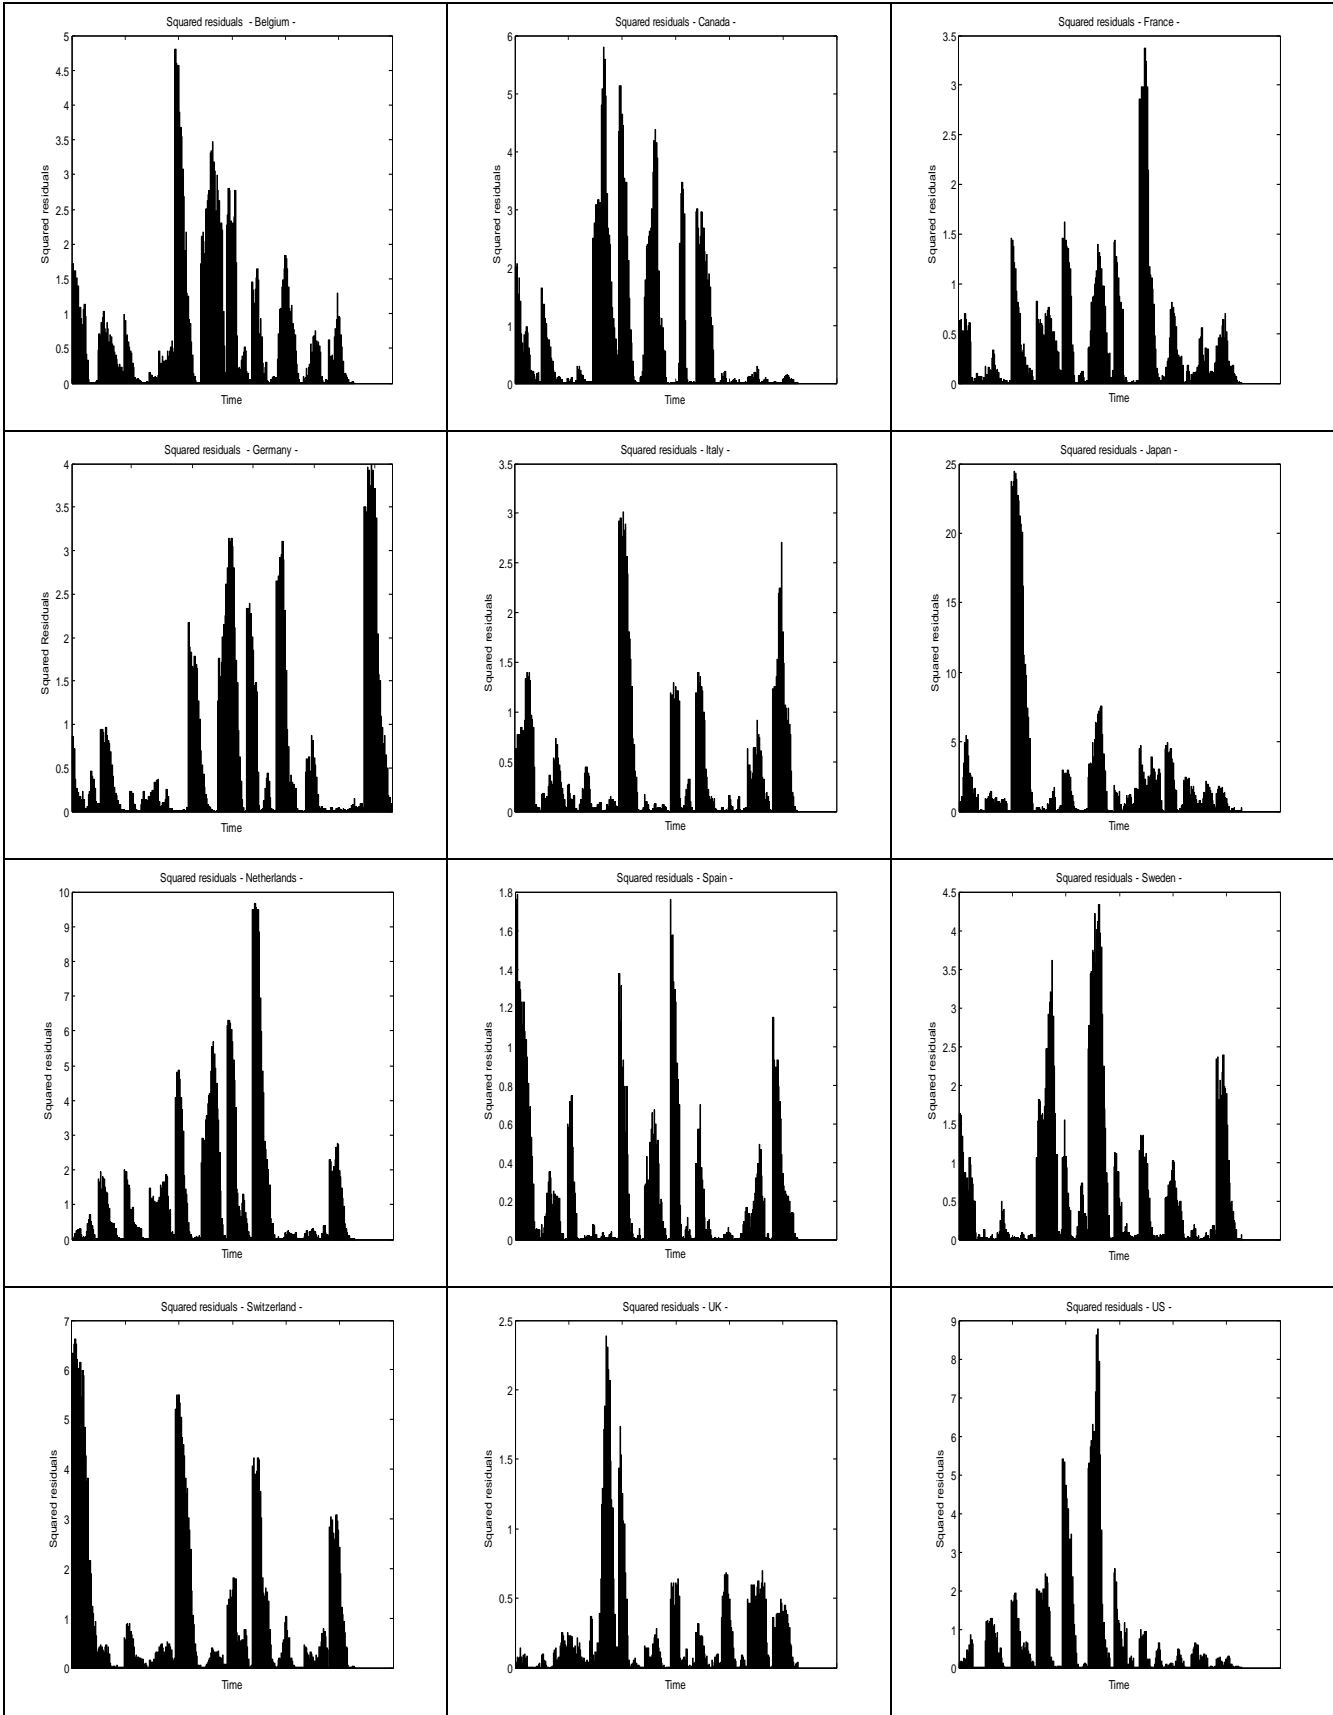 Squared residuals - Belgium -
5
4.5
4
3.5
3
2.5
2
1.5
1
0.5
0
Squared residuals
Time
Squared residuals - Canada -
6
5
4
3
2
1
0
Squared residuals
Time
Squared residuals - France -
3.5
3
2.5
2
1.5
1
0.5
0
Squared residuals
Time
Squared residuals - Germany -
4
3.5
3
2.5
2
1.5
1
0.5
0
Squared Residuals
Time
Squared residuals - Italy -
3.5
3
2.5
2
1.5
1
0.5
0
Squared residuals
Time
Squared residuals - Japan -
25
20
15
10
5
0
Squared residuals
Time
Squared residuals - Netherlands -
10
9
8
7
6
5
4
3
2
1
0
Squared residuals
Time
Squared residuals - Spain -
1.8
1.6
1.4
1.2
1
0.8
0.6
0.4
0.2
0
Squared residuals
Time
Squared residuals - Sweden -
4.5
4
3.5
3
2.5
2
1.5
1
0.5
0
Squared residuals
Time
Squared residuals - Switzerland -
7
6
5
4
3
2
1
0
Squared residuals
Time
Squared residuals - UK -
2.5
2
1.5
1
0.5
0
Squared residuals
Time
Squared residuals - US -
9
8
7
6
5
4
3
2
1
0
Squared residuals
Time